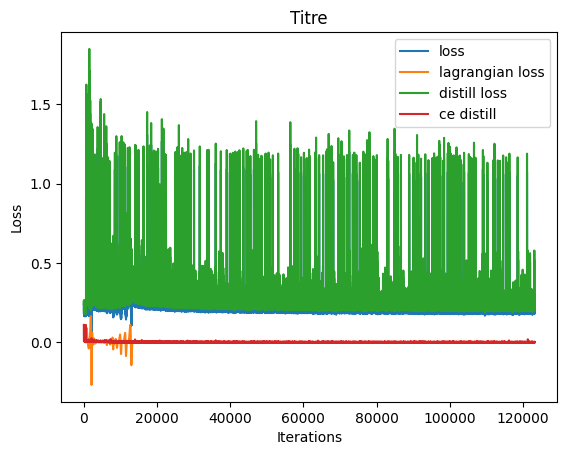 Titre
loss
lagrangian loss
distill loss
ce distill
Loss
1.5
1.0
0.5
0.0
0
20000
40000
60000
80000
100000
120000
Iterations